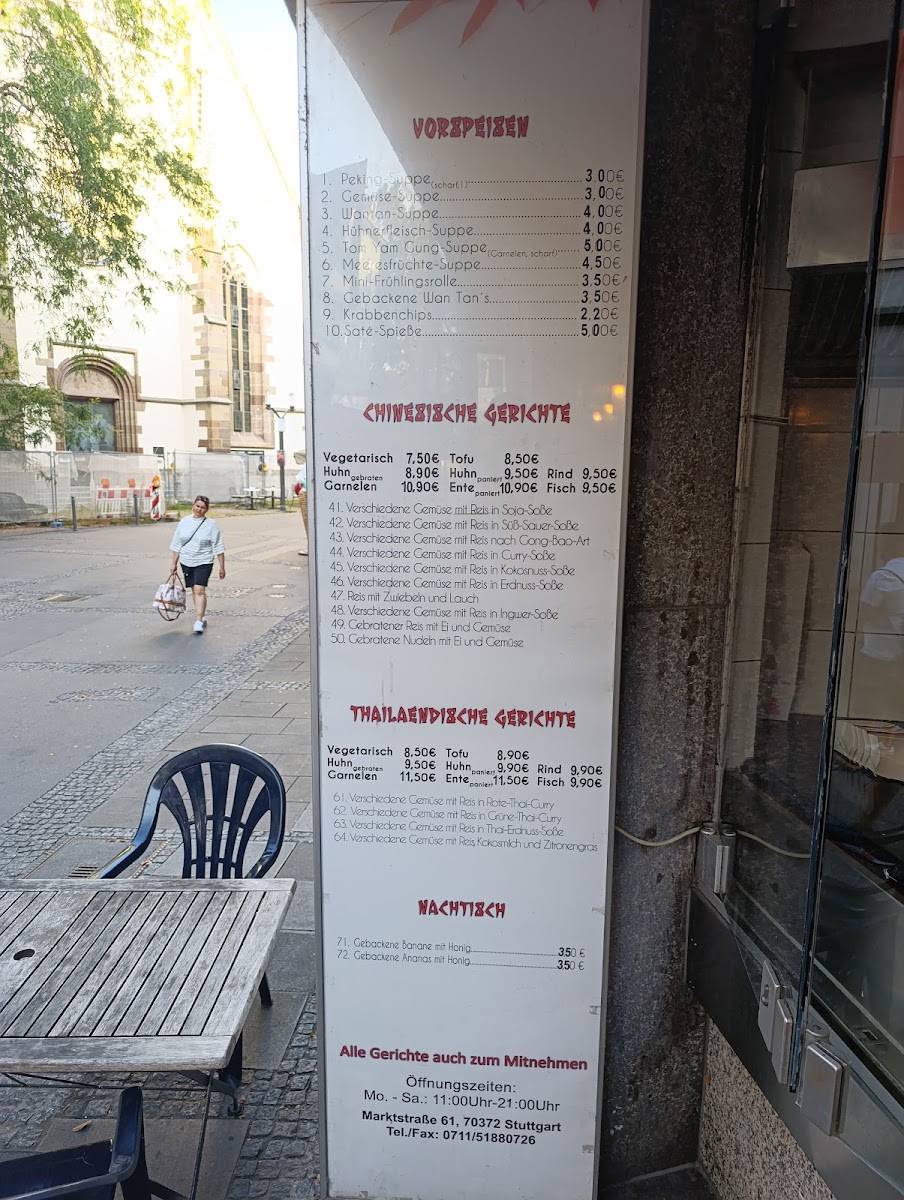 VORSPEISEN
1. Peking-Suppe(scharf!)........3,00€
2. Gemüse-Suppe........3,00€
3. Wantan-Suppe........4,00€
4. Hühnerfleisch-Suppe........4,00€
5. Tom Yam Gung-Suppe(Garnelen, scharf)........5,00€
6. Meeresfrüchte-Suppe........4,50€
7. Mini-Frühlingsrolle........3,50€
8. Gebackene Wan Tan´s........3,50€
9. Krabbenchips........2,20€
10.Saté-Spieße........5,00€
CHINESISCHE GERICHTE
Vegetarisch 7,50€ Tofu 8,50€
Huhn gebraten 8,90€ Huhn paniert 9,50€ Rind 9,50€
Garnelen 10,90€ Ente paniert 10,90€ Fisch 9,50€
41. Verschiedene Gemüse mit Reis in Soja-Soße
42. Verschiedene Gemüse mit Reis in Süß-Sauer-Soße
43. Verschiedene Gemüse mit Reis nach Gong-Bao-Art
44. Verschiedene Gemüse mit Reis in Curry-Soße
45. Verschiedene Gemüse mit Reis in Kokosnuss-Soße
46. Verschiedene Gemüse mit Reis in Erdnuss-Soße
47. Reis mit Zwiebeln und Lauch
48. Verschiedene Gemüse mit Reis in Ingwer-Soße
49. Gebratener Reis mit Ei und Gemüse
50. Gebratene Nudeln mit Ei und Gemüse
THAILAENDISCHE GERICHTE
Vegetarisch 8,50€ Tofu 8,90€
Huhn gebraten 9,50€ Huhn paniert 9,90€ Rind 9,90€
Garnelen 11,50€ Ente paniert 11,50€ Fisch 9,90€
61. Verschiedene Gemüse mit Reis in Rote-Thai-Curry
62. Verschiedene Gemüse mit Reis in Grüne-Thai-Curry
63. Verschiedene Gemüse mit Reis in Thai-Erdnuss-Soße
64. Verschiedene Gemüse mit Reis Kokosmilch und Zitronengras
NACHTISCH
71. Gebackene Banane mit Honig........3,50 €
72. Gebackene Ananas mit Honig........3,50 €
Alle Gerichte auch zum Mitnehmen
Öffnungszeiten:
Mo. - Sa.: 11:00Uhr-21:00Uhr
Marktstraße 61, 70372 Stuttgart
Tel./Fax: 0711/51880726